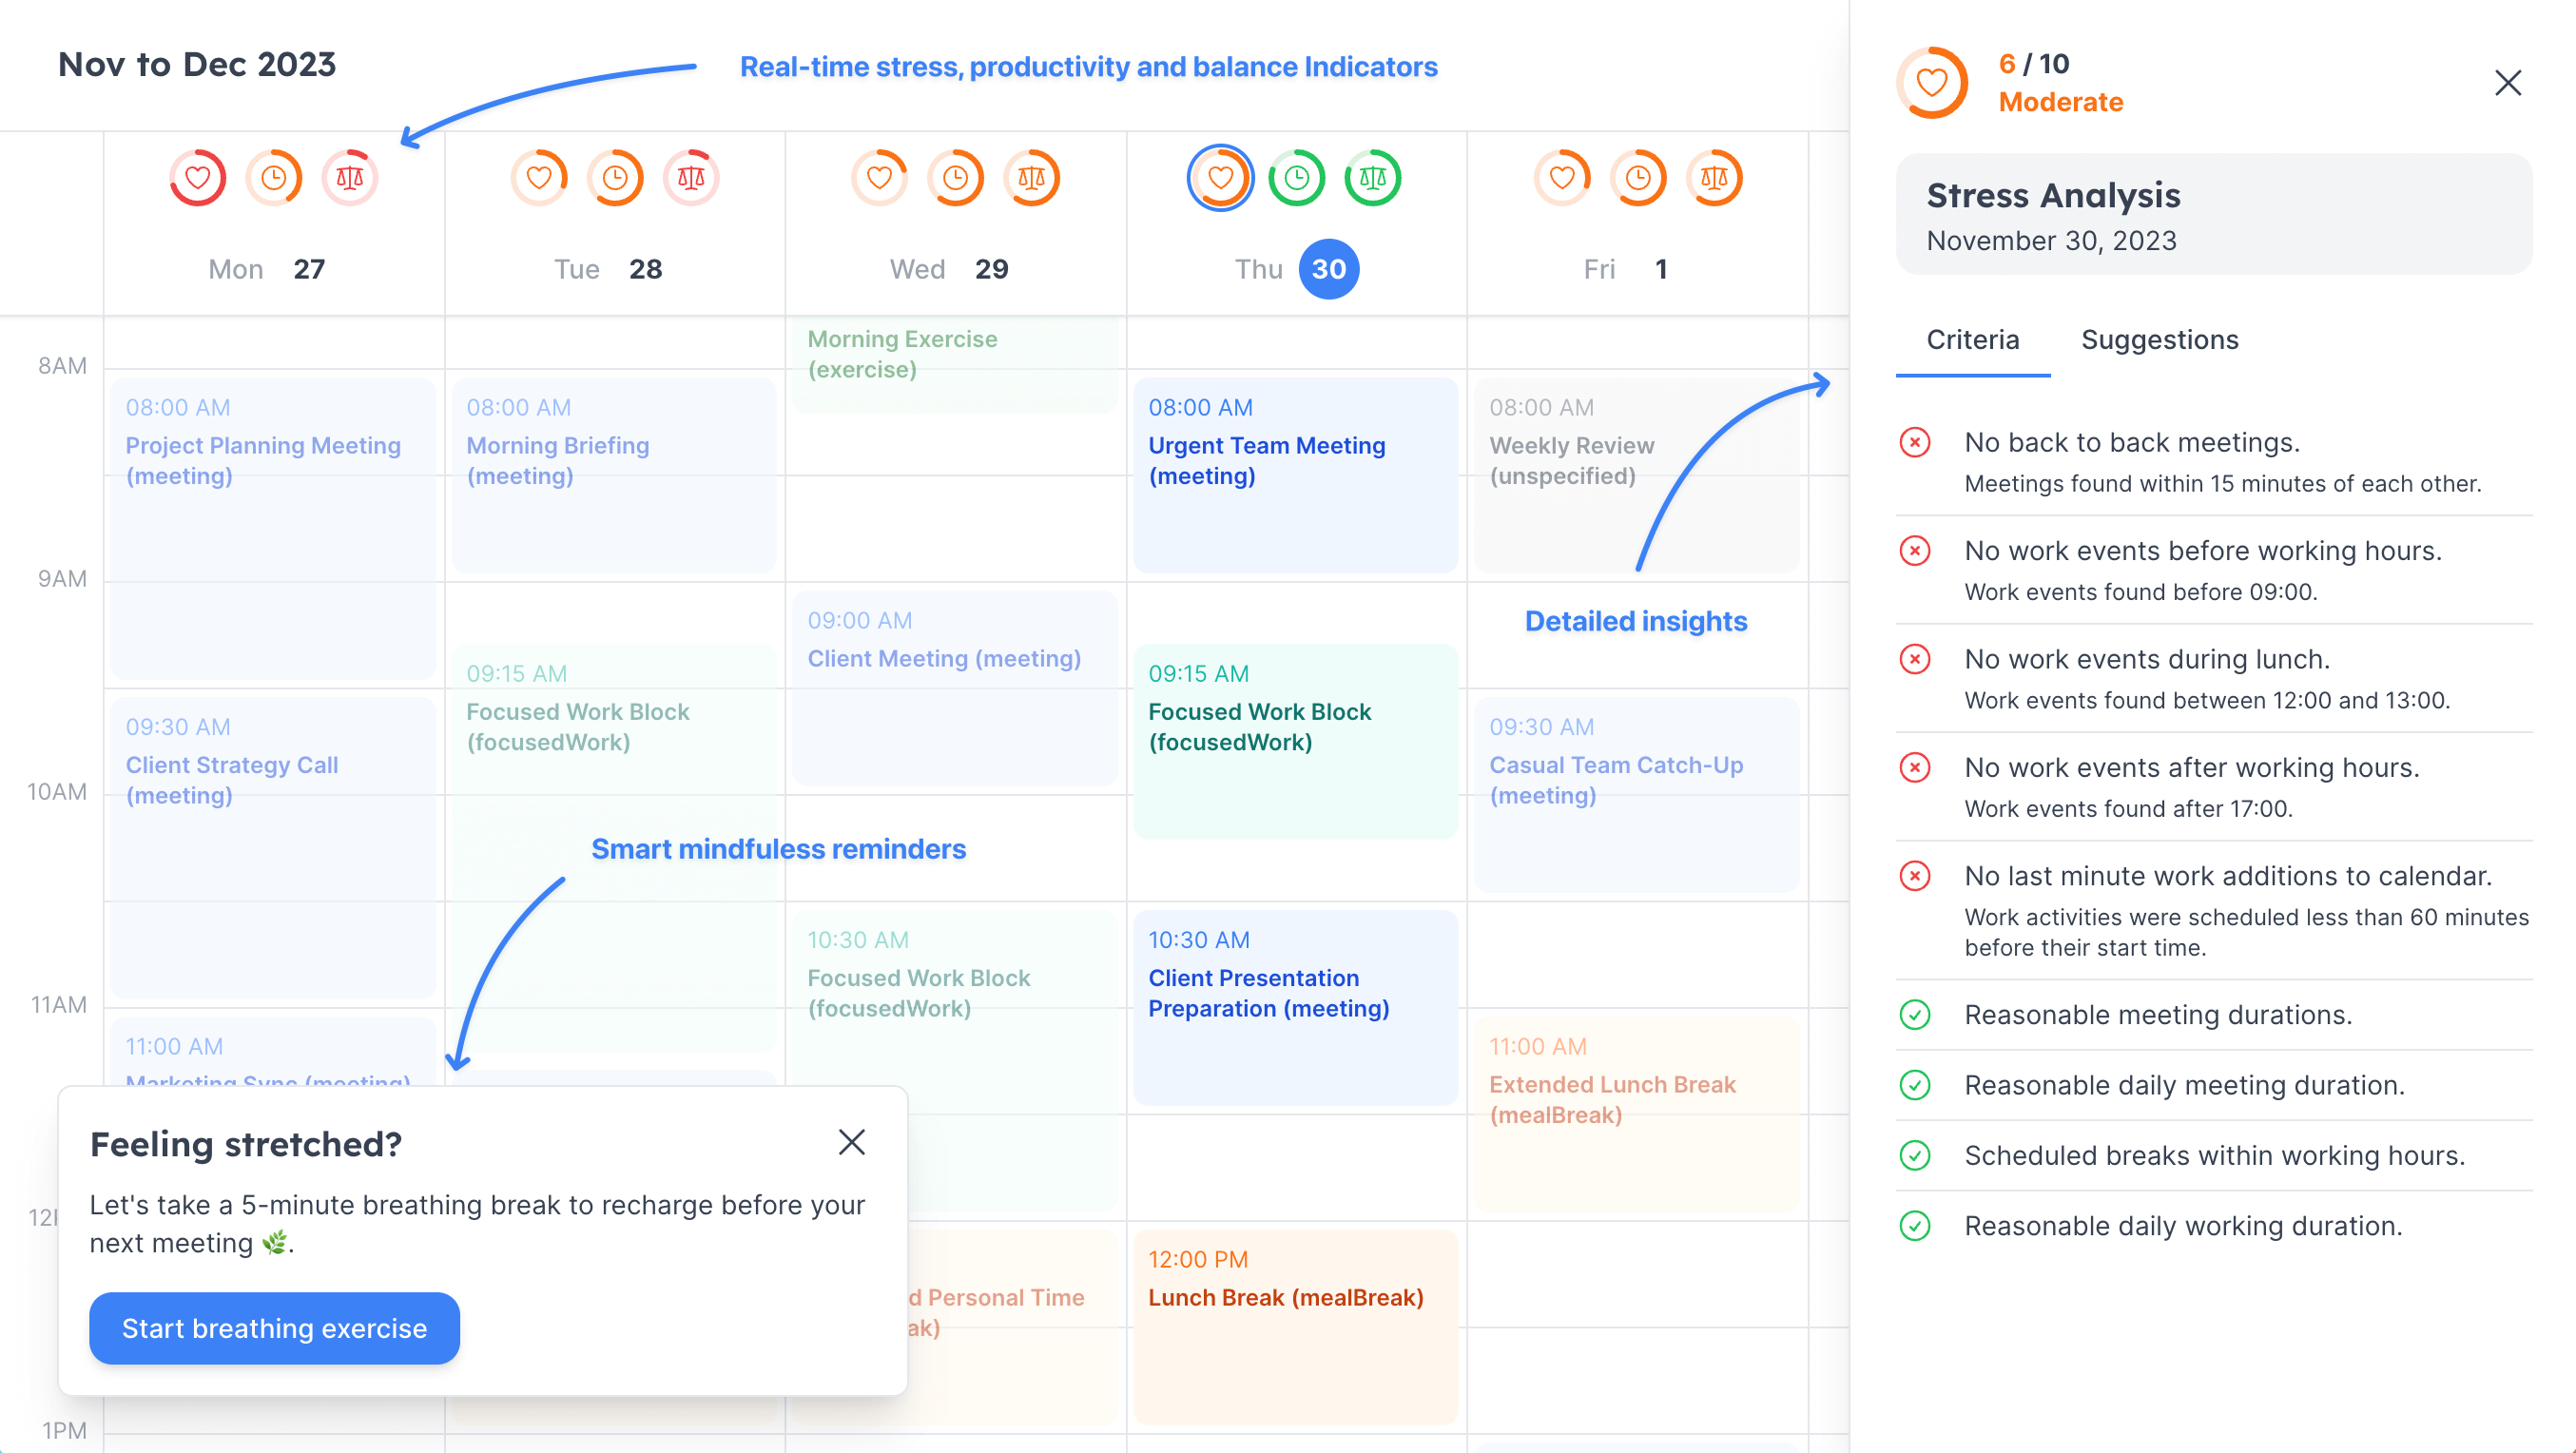 Nov to Dec 2023
Real-time stress, productivity and balance Indicators
Mon 27
Tue 28
Wed 29
Thu 30
Fri 1
8AM
9AM
10AM
11AM
1PM
08:00 AM
Project Planning Meeting
(meeting)
09:30 AM
Client Strategy Call
(meeting)
11:00 AM
Marketing Sync (meeting)
08:00 AM
Morning Briefing
(meeting)
09:15 AM
Focused Work Block
(focusedWork)
Smart mindfuless reminders
Morning Exercise
(exercise)
09:00 AM
Client Meeting (meeting)
10:30 AM
Focused Work Block
(focusedWork)
Personal Time
08:00 AM
Urgent Team Meeting
(meeting)
09:15 AM
Focused Work Block
(focusedWork)
10:30 AM
Client Presentation
Preparation (meeting)
12:00 PM
Lunch Break (mealBreak)
08:00 AM
Weekly Review
(unspecified)
Detailed insights
09:30 AM
Casual Team Catch-Up
(meeting)
11:00 AM
Extended Lunch Break
(mealBreak)
Feeling stretched?
Let's take a 5-minute breathing break to recharge before your
next meeting 🌿.
Start breathing exercise
6 / 10
Moderate
Stress Analysis
November 30, 2023
Criteria Suggestions
No back to back meetings.
Meetings found within 15 minutes of each other.
No work events before working hours.
Work events found before 09:00.
No work events during lunch.
Work events found between 12:00 and 13:00.
No work events after working hours.
Work events found after 17:00.
No last minute work additions to calendar.
Work activities were scheduled less than 60 minutes
before their start time.
Reasonable meeting durations.
Reasonable daily meeting duration.
Scheduled breaks within working hours.
Reasonable daily working duration.